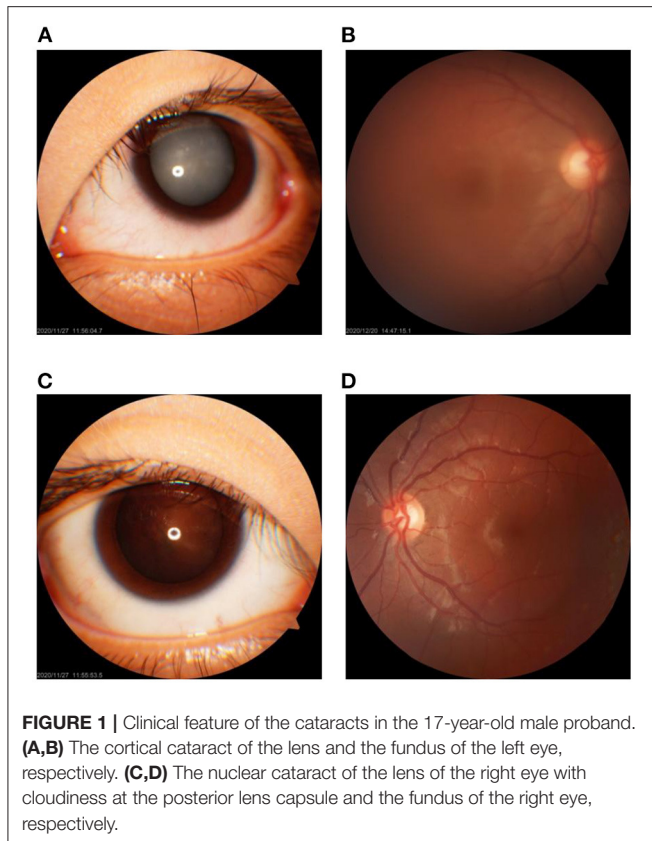 A
B
2020/11/27 11:56:04.7
2020/12/20 14:47:15.1
C
D
2020/11/27 11:55:53.5
FIGURE 1 | Clinical feature of the cataracts in the 17-year-old male proband.
(A,B) The cortical cataract of the lens and the fundus of the left eye,
respectively. (C,D) The nuclear cataract of the lens of the right eye with
cloudiness at the posterior lens capsule and the fundus of the right eye,
respectively.